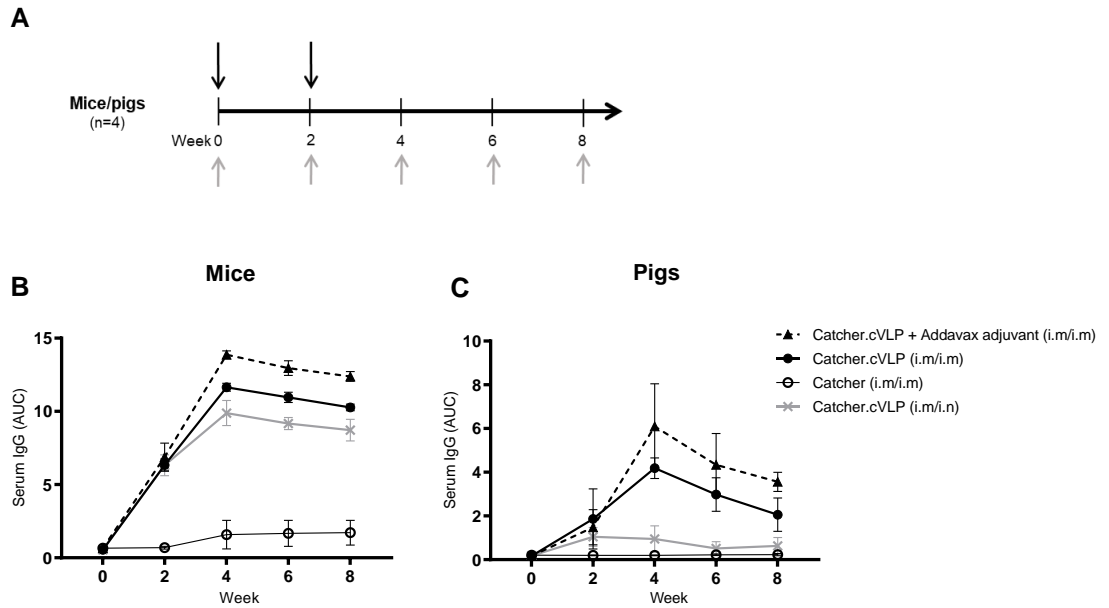 A
Mice/pigs
(n=4)
Week 0 2 4 6 8
Mice
Pigs
B
C
15
10
5
0
Serum IgG (AUC)
0 2 4 6 8
Week
10
8
6
4
2
0
Serum IgG (AUC)
0 2 4 6 8
Week
Catcher.cVLP + Addavax adjuvant (i.m/i.m)
Catcher.cVLP (i.m/i.m)
Catcher (i.m/i.m)
Catcher.cVLP (i.m/i.n)